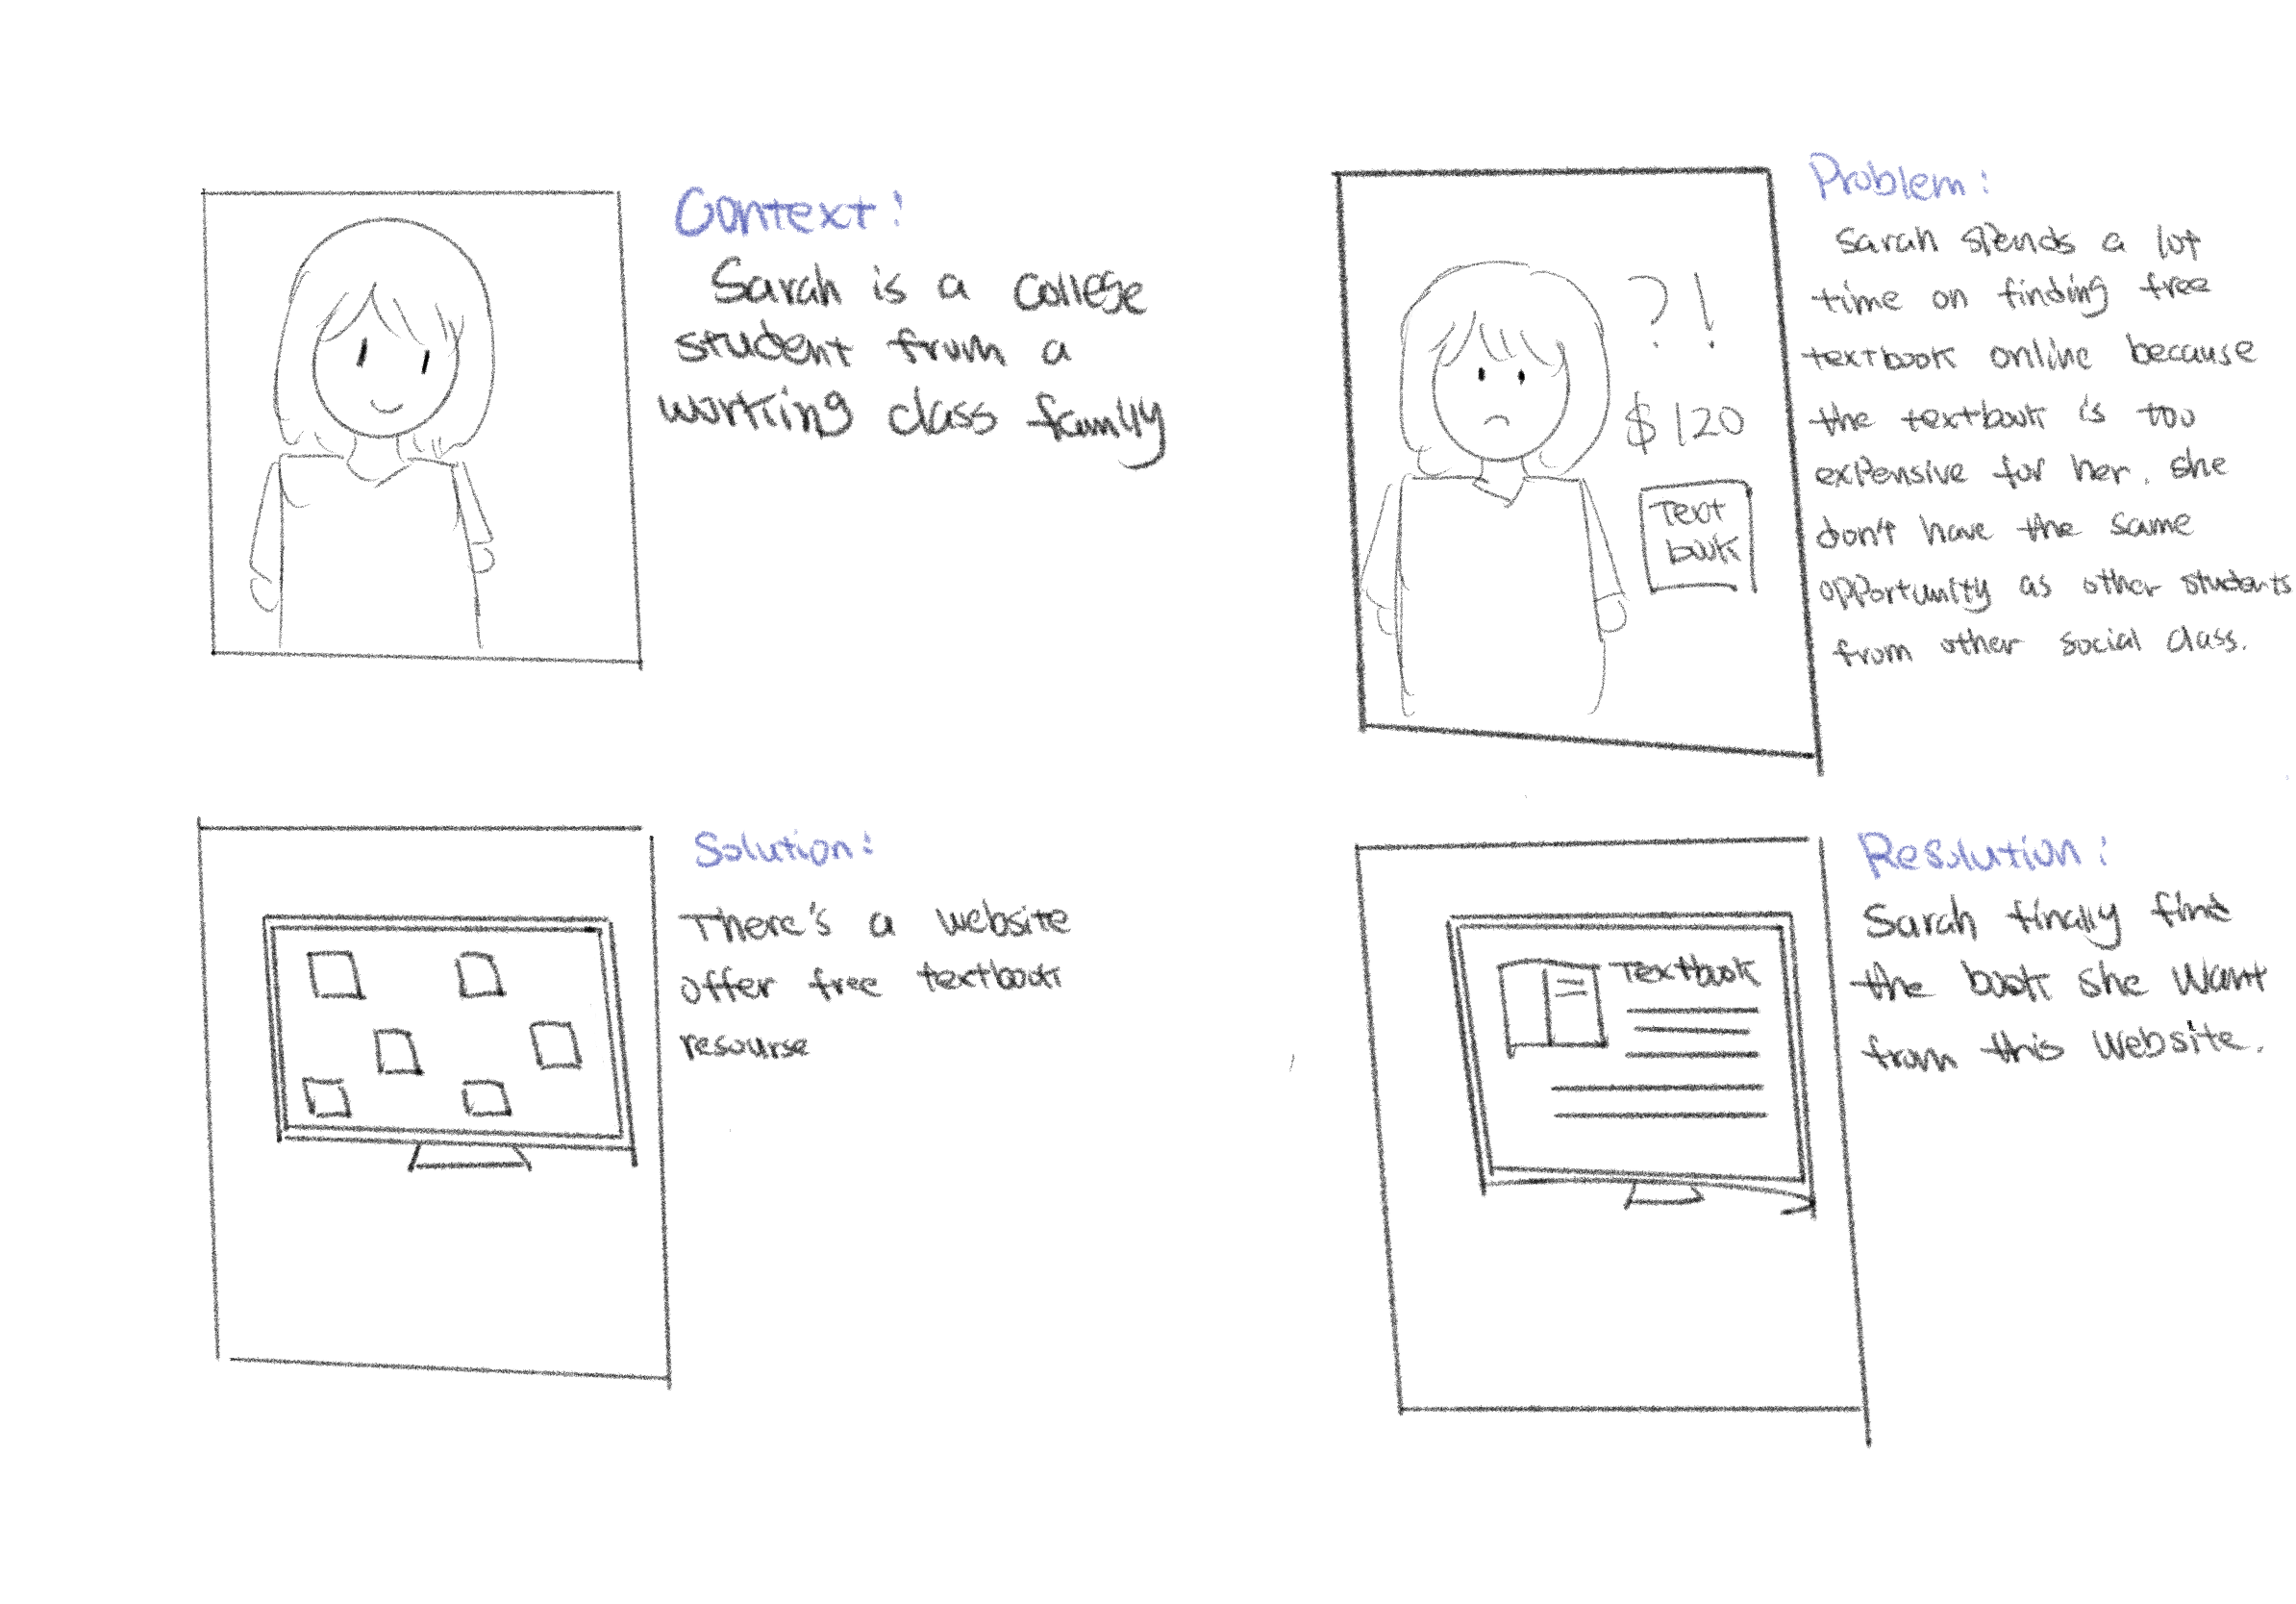 Context:
Sarah is a college
student from a
working class family
Problem:
Sarah spends a lot
time on finding free
textbook online because
the textbook is too
expensive for her. she
don't have the same
opportunity as other students
from other social class.
?!
$120
Text
book
Solution:
There's a website
offer free textbook
resourse
Resolution:
Sarah finally find
the book she want
from this website.
Textbook